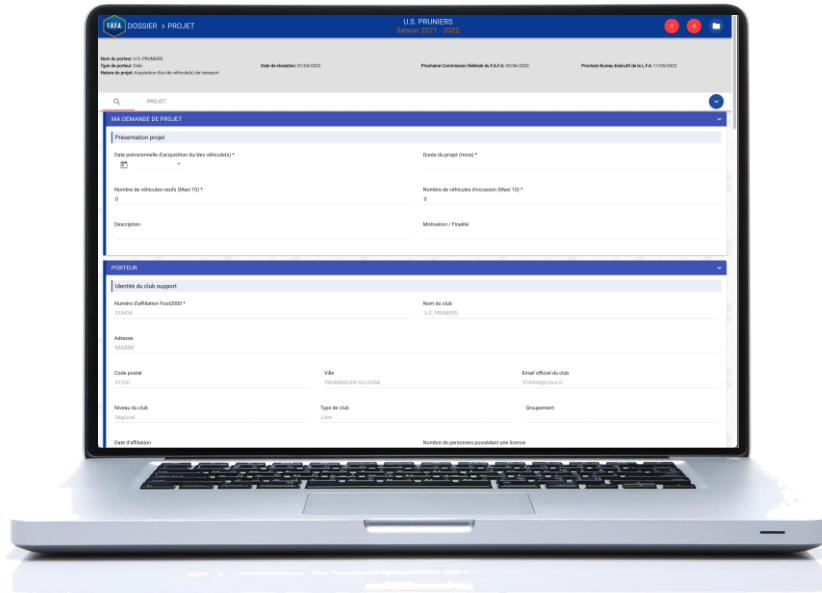 F.A.F.A. DOSSIER > PROJET
U.S. PRUNIERS
Saison 2021 - 2022
Nom du porteur: U.S. PRUNIERS
Type de porteur: Club
Nature du projet: Acquisition d'un/de véhicule(s) de transport
Date de réception: 31/05/2022
Prochaine Commission fédérale du F.A.F.A: 03/06/2022
Prochain Bureau Exécutif de la L.F.A: 11/05/2022
PROJET
MA DEMANDE DE PROJET
Présentation projet
Date prévisionnelle d'acquisition du/des véhicule(s) *
Durée du projet (mois) *
Nombre de véhicules neufs (Maxi 10) *
Nombre de véhicules d'occasion (Maxi 10) *
0
0
Description
Motivation / Finalité
PORTEUR
Identité du club support
Numéro d'affiliation Foot2000 *
Nom du club
U.S. PRUNIERS
Adresse
MAIRIE
Code postal
Ville
Email officiel du club
41200
PRUNIERS EN SOLOGNE
Niveau du club
Type de club
Groupement
Régional
Libre
Date d'affiliation
Nombre de personnes possédant une licence